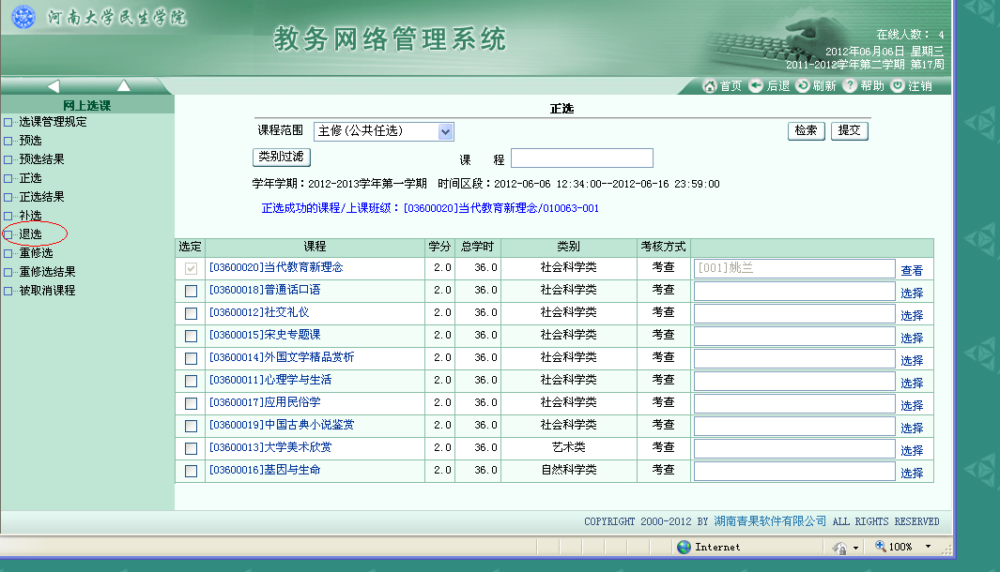 河南大学民生学院
教务网络管理系统
在线人数： 4
2012年06月06日 星期三
2011-2012学年第二学期 第17周
首页 后退 刷新 帮助 注销
网上选课
选课管理规定
预选
预选结果
正选
正选结果
补选
退选
重修选
重修选结果
被取消课程
正选
课程范围 主修(公共任选) 检索 提交
类别过滤 课 程
学年学期：2012-2013学年第一学期 时间区段：2012-06-06 12:34:00--2012-06-16 23:59:00
正选成功的课程/上课班级：[03600020]当代教育新理念/010063-001
选定 课程 学分 总学时 类别 考核方式
[03600020]当代教育新理念 2.0 36.0 社会科学类 考查 [001]姚兰 查看
[03600018]普通话口语 2.0 36.0 社会科学类 考查 选择
[03600012]社交礼仪 2.0 36.0 社会科学类 考查 选择
[03600015]宋史专题课 2.0 36.0 社会科学类 考查 选择
[03600014]外国文学精品赏析 2.0 36.0 社会科学类 考查 选择
[03600011]心理学与生活 2.0 36.0 社会科学类 考查 选择
[03600017]应用民俗学 2.0 36.0 社会科学类 考查 选择
[03600019]中国古典小说鉴赏 2.0 36.0 社会科学类 考查 选择
[03600013]大学美术欣赏 2.0 36.0 艺术类 考查 选择
[03600016]基因与生命 2.0 36.0 自然科学类 考查 选择
COPYRIGHT 2000-2012 BY 湖南青果软件有限公司 ALL RIGHTS RESERVED
Internet 100%